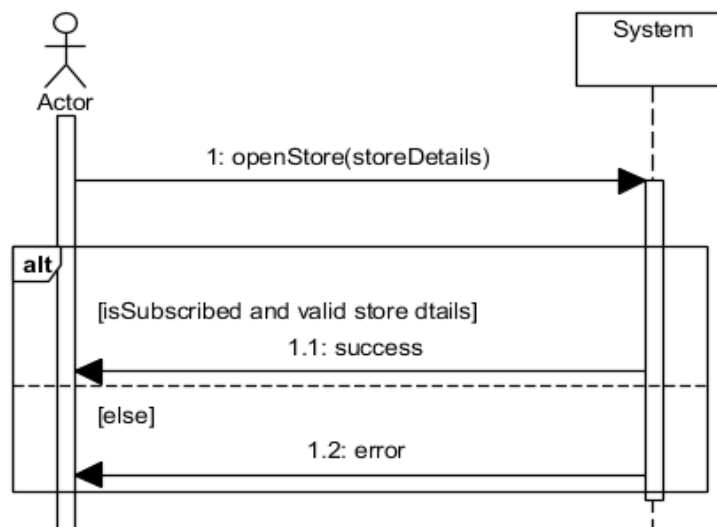 System
Actor
1: openStore(storeDetails)
alt
[isSubscribed and valid store dtails]
1.1: success
[else]
1.2: error